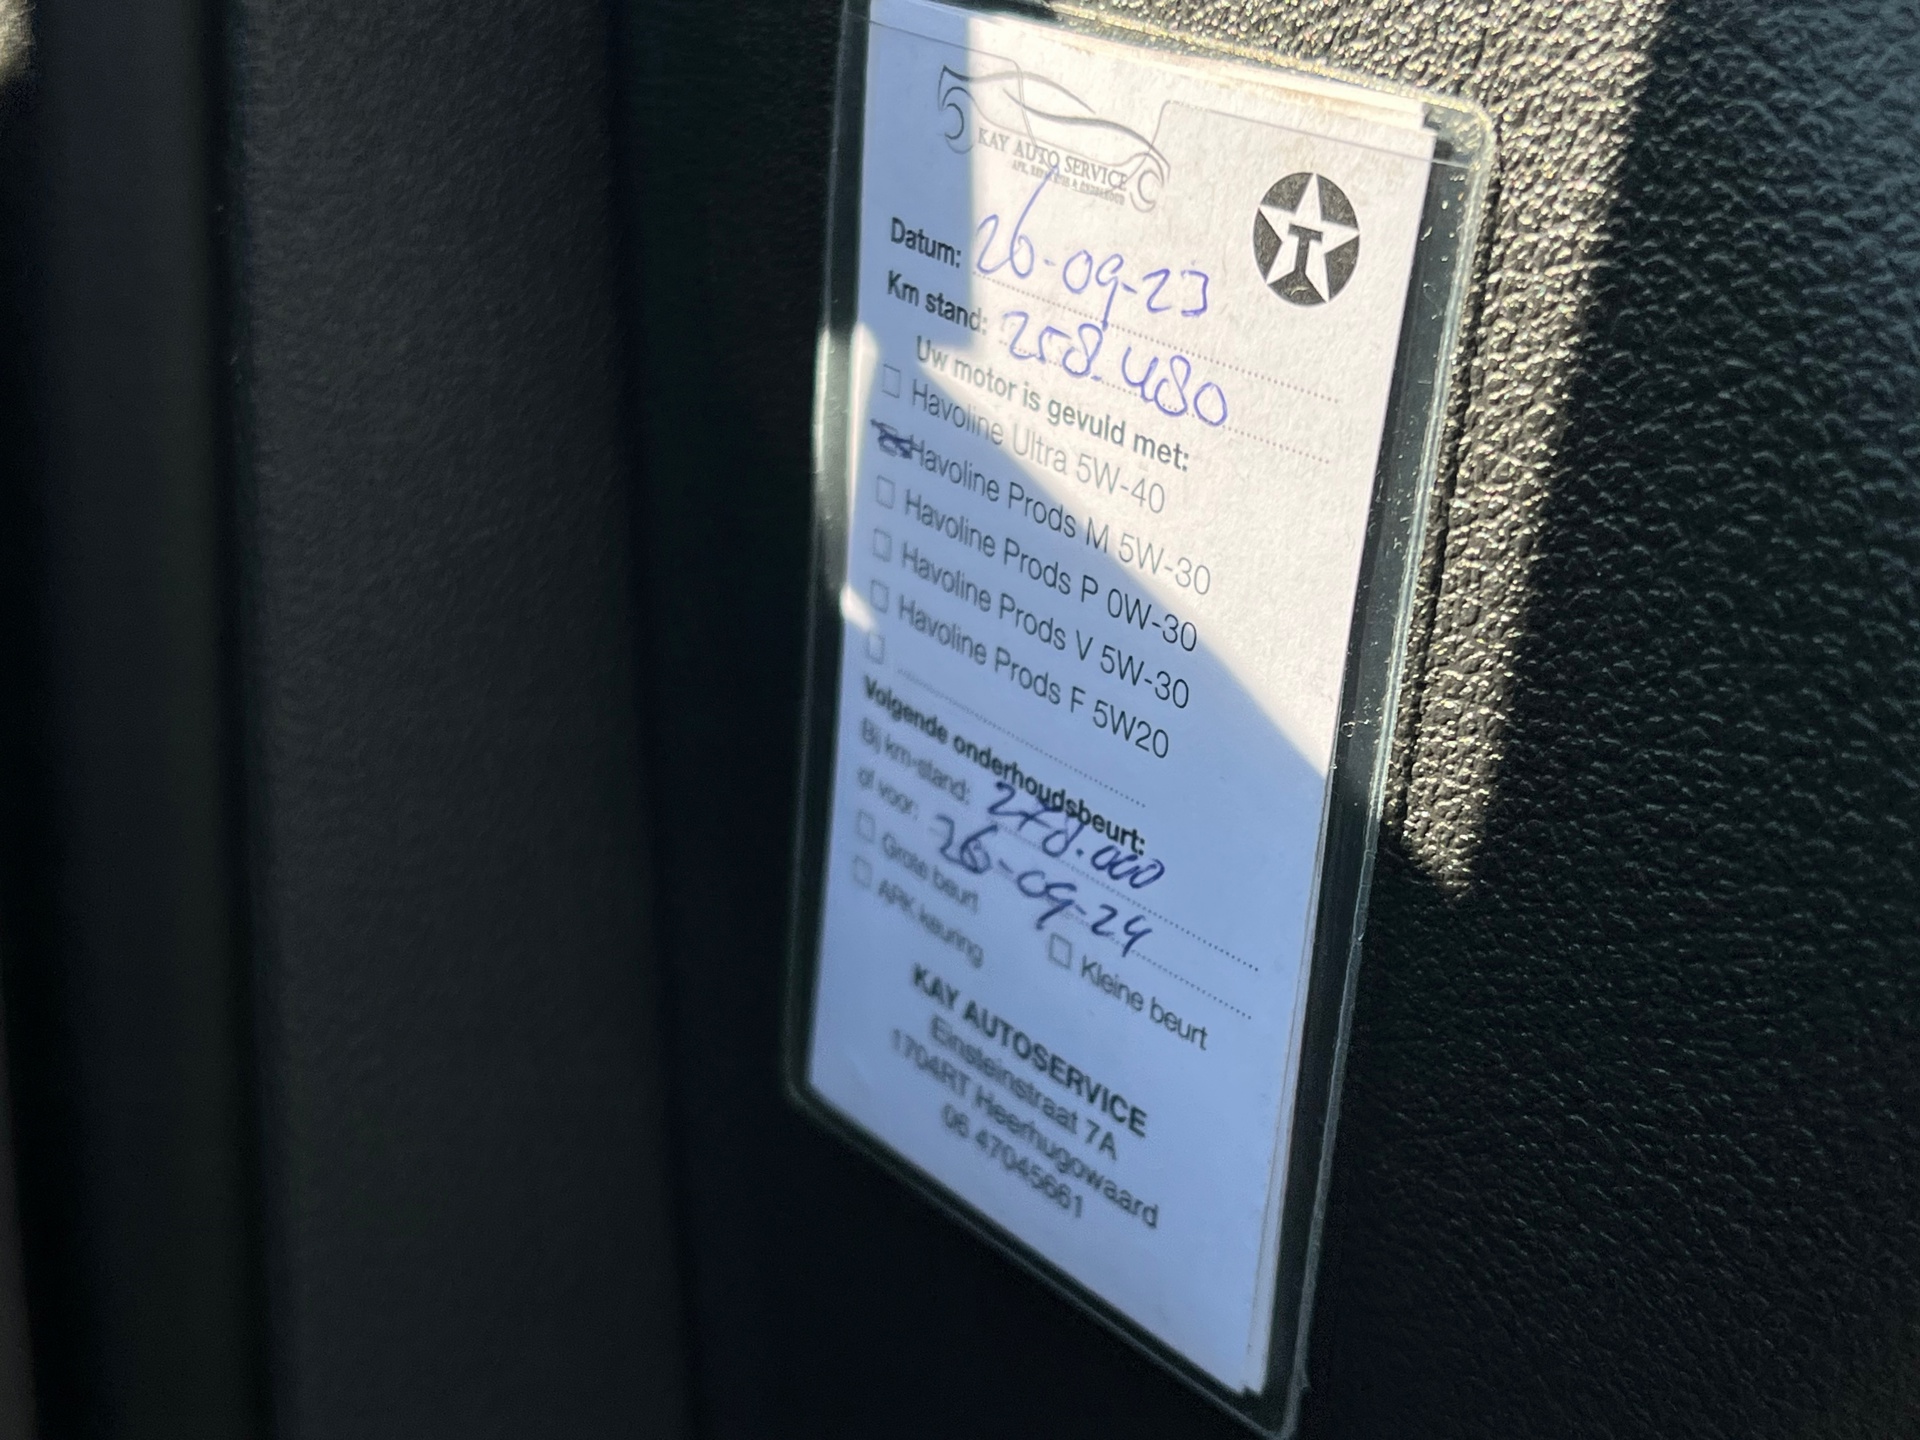 KAY AUTO SERVICE
Datum: 26-09-23
Km stand: 258.480
Uw motor is gevuld met:
Havoline Ultra 5W-40
Havoline Prods M 5W-30
Havoline Prods P 0W-30
Havoline Prods V 5W-30
Havoline Prods F 5W20
Volgende onderhoudsbeurt:
Bij km-stand: 278.000
of voor: 26-09-24
Grote beurt
Kleine beurt
APK keuring
KAY AUTOSERVICE
Einsteinstraat 7A
1704RT Heerhugowaard
06 47045661